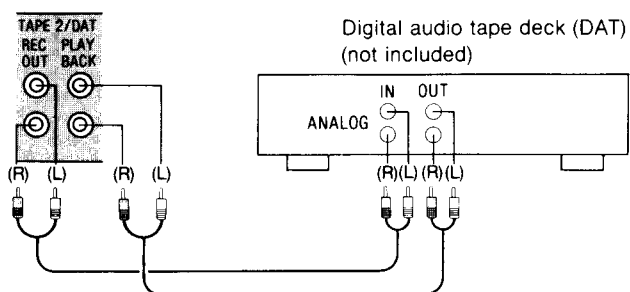 TAPE 2/DAT
REC OUT
PLAY BACK
Digital audio tape deck (DAT)
(not included)
IN OUT
ANALOG
(R) (L) (R) (L)
(R) (L) (R) (L)